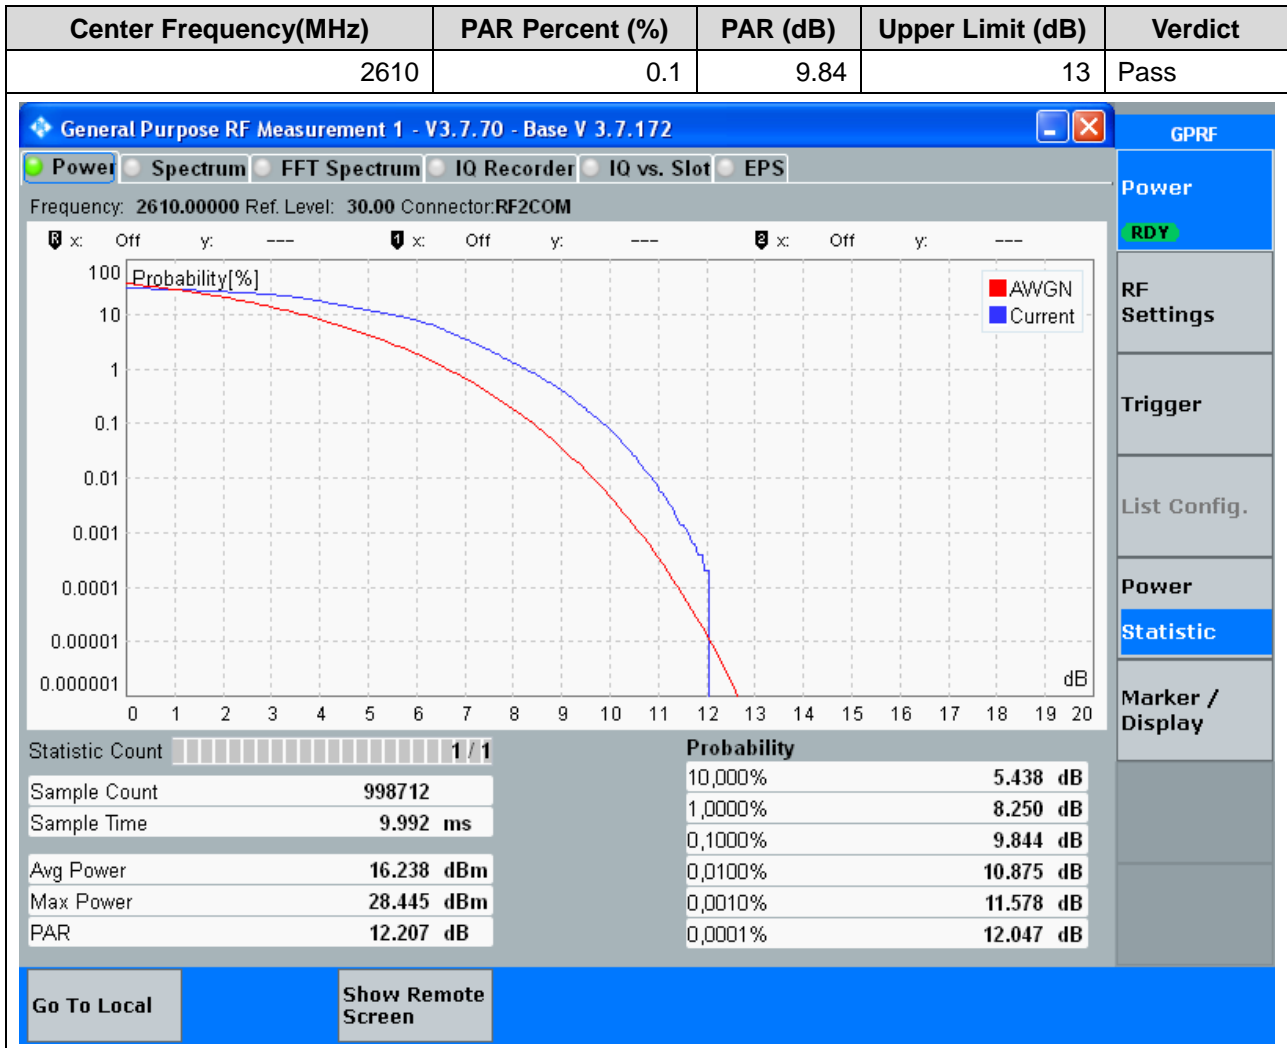 Center Frequency(MHz) PAR Percent (%) PAR (dB) Upper Limit (dB) Verdict
2610 0.1 9.84 13 Pass
General Purpose RF Measurement 1 - V3.7.70 - Base V 3.7.172
GPRF
Power Spectrum FFT Spectrum IQ Recorder IQ vs. Slot EPS
Power
RDY
Frequency: 2610.00000 Ref. Level: 30.00 Connector:RF2COM
R x: Off y: --- 1 x: Off y: --- 2 x: Off y: ---
Probability[%]
AWGN
Current
100
10
1
0.1
0.01
0.001
0.0001
0.00001
0.000001
dB
0 1 2 3 4 5 6 7 8 9 10 11 12 13 14 15 16 17 18 19 20
RF
Settings
Trigger
List Config.
Power
Statistic
Marker /
Display
Statistic Count 1 / 1
Sample Count 998712
Sample Time 9.992 ms
Avg Power 16.238 dBm
Max Power 28.445 dBm
PAR 12.207 dB
Probability
10,000% 5.438 dB
1,0000% 8.250 dB
0,1000% 9.844 dB
0,0100% 10.875 dB
0,0010% 11.578 dB
0,0001% 12.047 dB
Go To Local
Show Remote
Screen